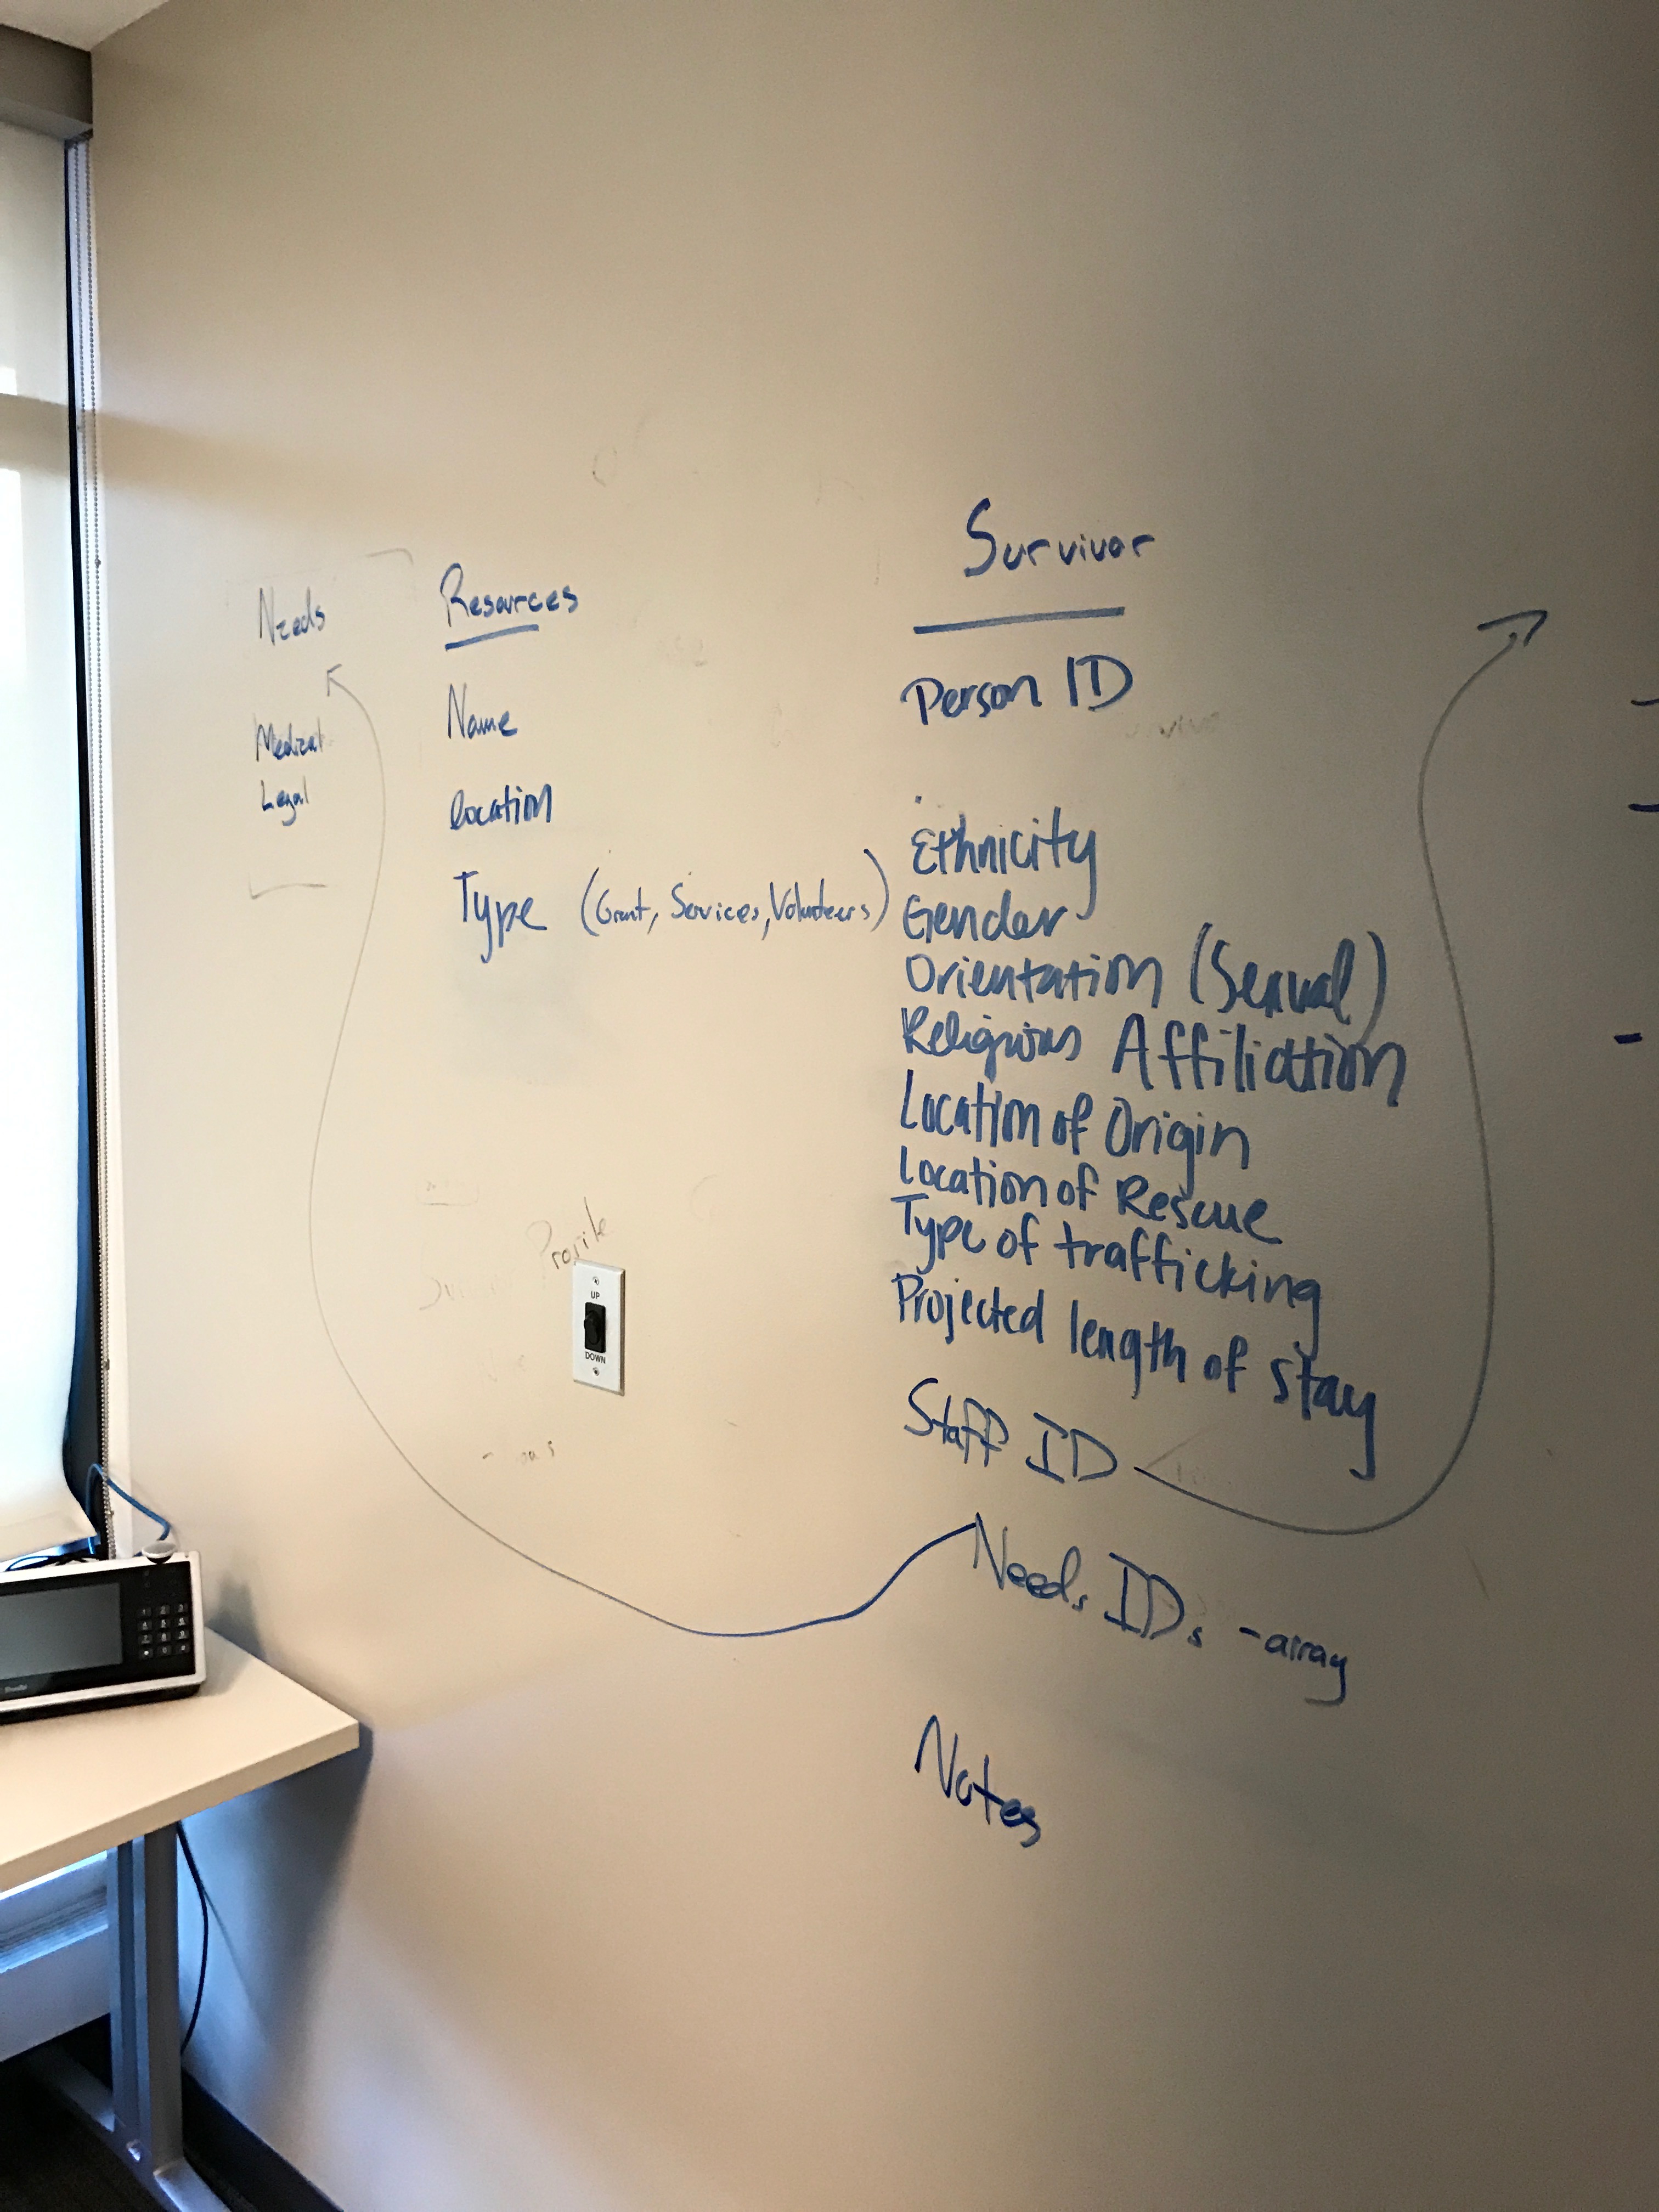 Needs
Medical
Legal
Resources
Name
location
Type (Grant, Services, Volunteers)
Profile
UP
DOWN
Survivor
Person ID
Ethnicity
Gender
Orientation (Sexual)
Religious Affiliation
Location of Origin
Location of Rescue
Type of trafficking
Projected length of stay
Staff ID
Needs IDs - array
Notes